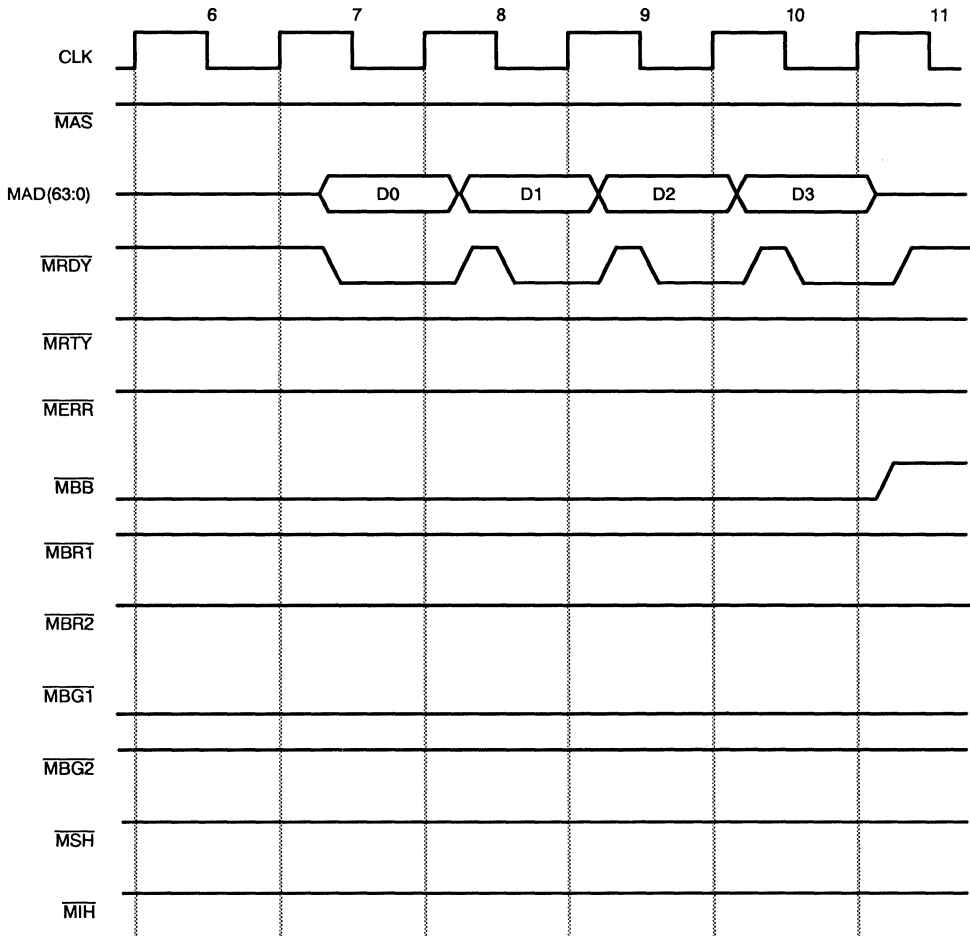 6 7 8 9 10 11
CLK
MAS
MAD(63:0) D0 D1 D2 D3
MRDY
MRTY
MERR
MBB
MBR1
MBR2
MBG1
MBG2
MSH
MIH